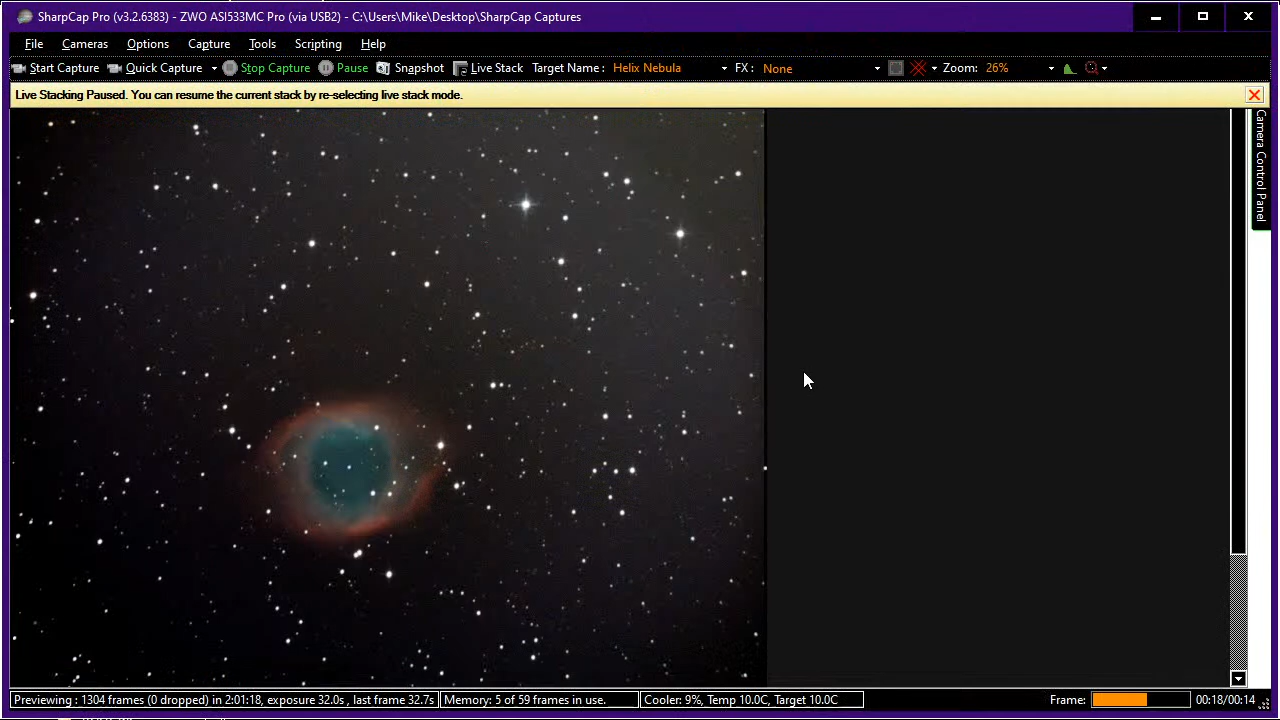 SharpCap Pro (v3.2.6383) - ZWO ASI533MC Pro (via USB2) - C:\Users\Mike\Desktop\SharpCap Captures
File Cameras Options Capture Tools Scripting Help
Start Capture Quick Capture Stop Capture Pause Snapshot Live Stack Target Name : Helix Nebula FX : None Zoom: 26%
Live Stacking Paused. You can resume the current stack by re-selecting live stack mode.
Camera Control Panel
Previewing : 1304 frames (0 dropped) in 2:01:18, exposure 32.0s , last frame 32.7s Memory: 5 of 59 frames in use. Cooler: 9%, Temp 10.0C, Target 10.0C Frame: 00:18/00:14